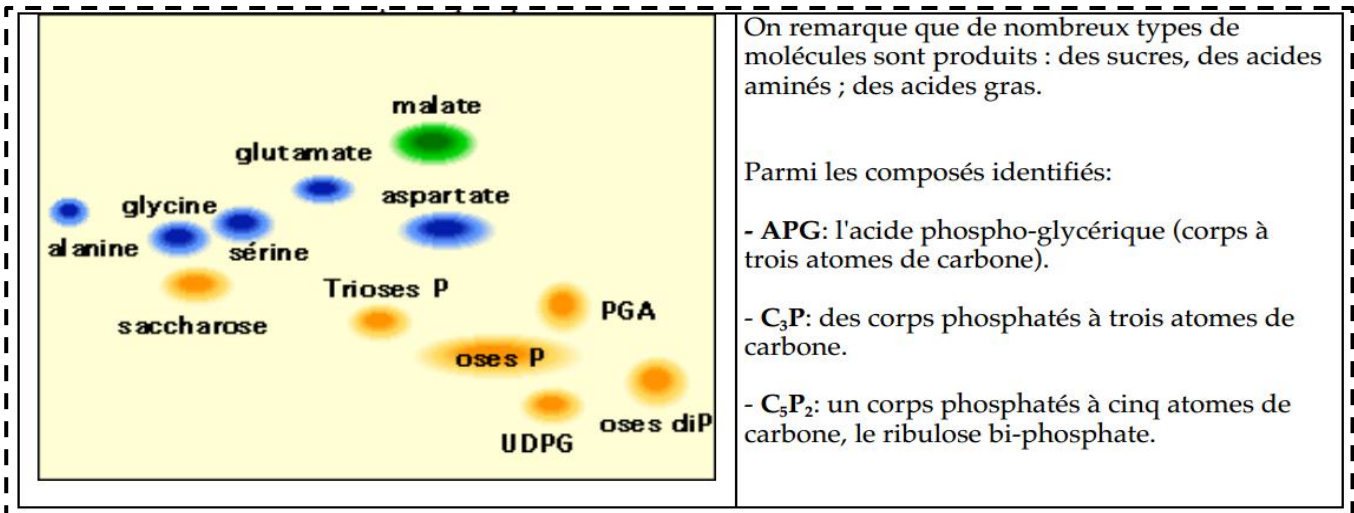 malate
glutamate
aspartate
glycine
alanine
sérine
Trioses P
saccharose
PGA
oses P
oses diP
UDPG
On remarque que de nombreux types de
molécules sont produits : des sucres, des acides
aminés ; des acides gras.
Parmi les composés identifiés:
- APG: l'acide phospho-glycérique (corps à
trois atomes de carbone).
- C₃P: des corps phosphatés à trois atomes de
carbone.
- C₅P₂: un corps phosphatés à cinq atomes de
carbone, le ribulose bi-phosphate.